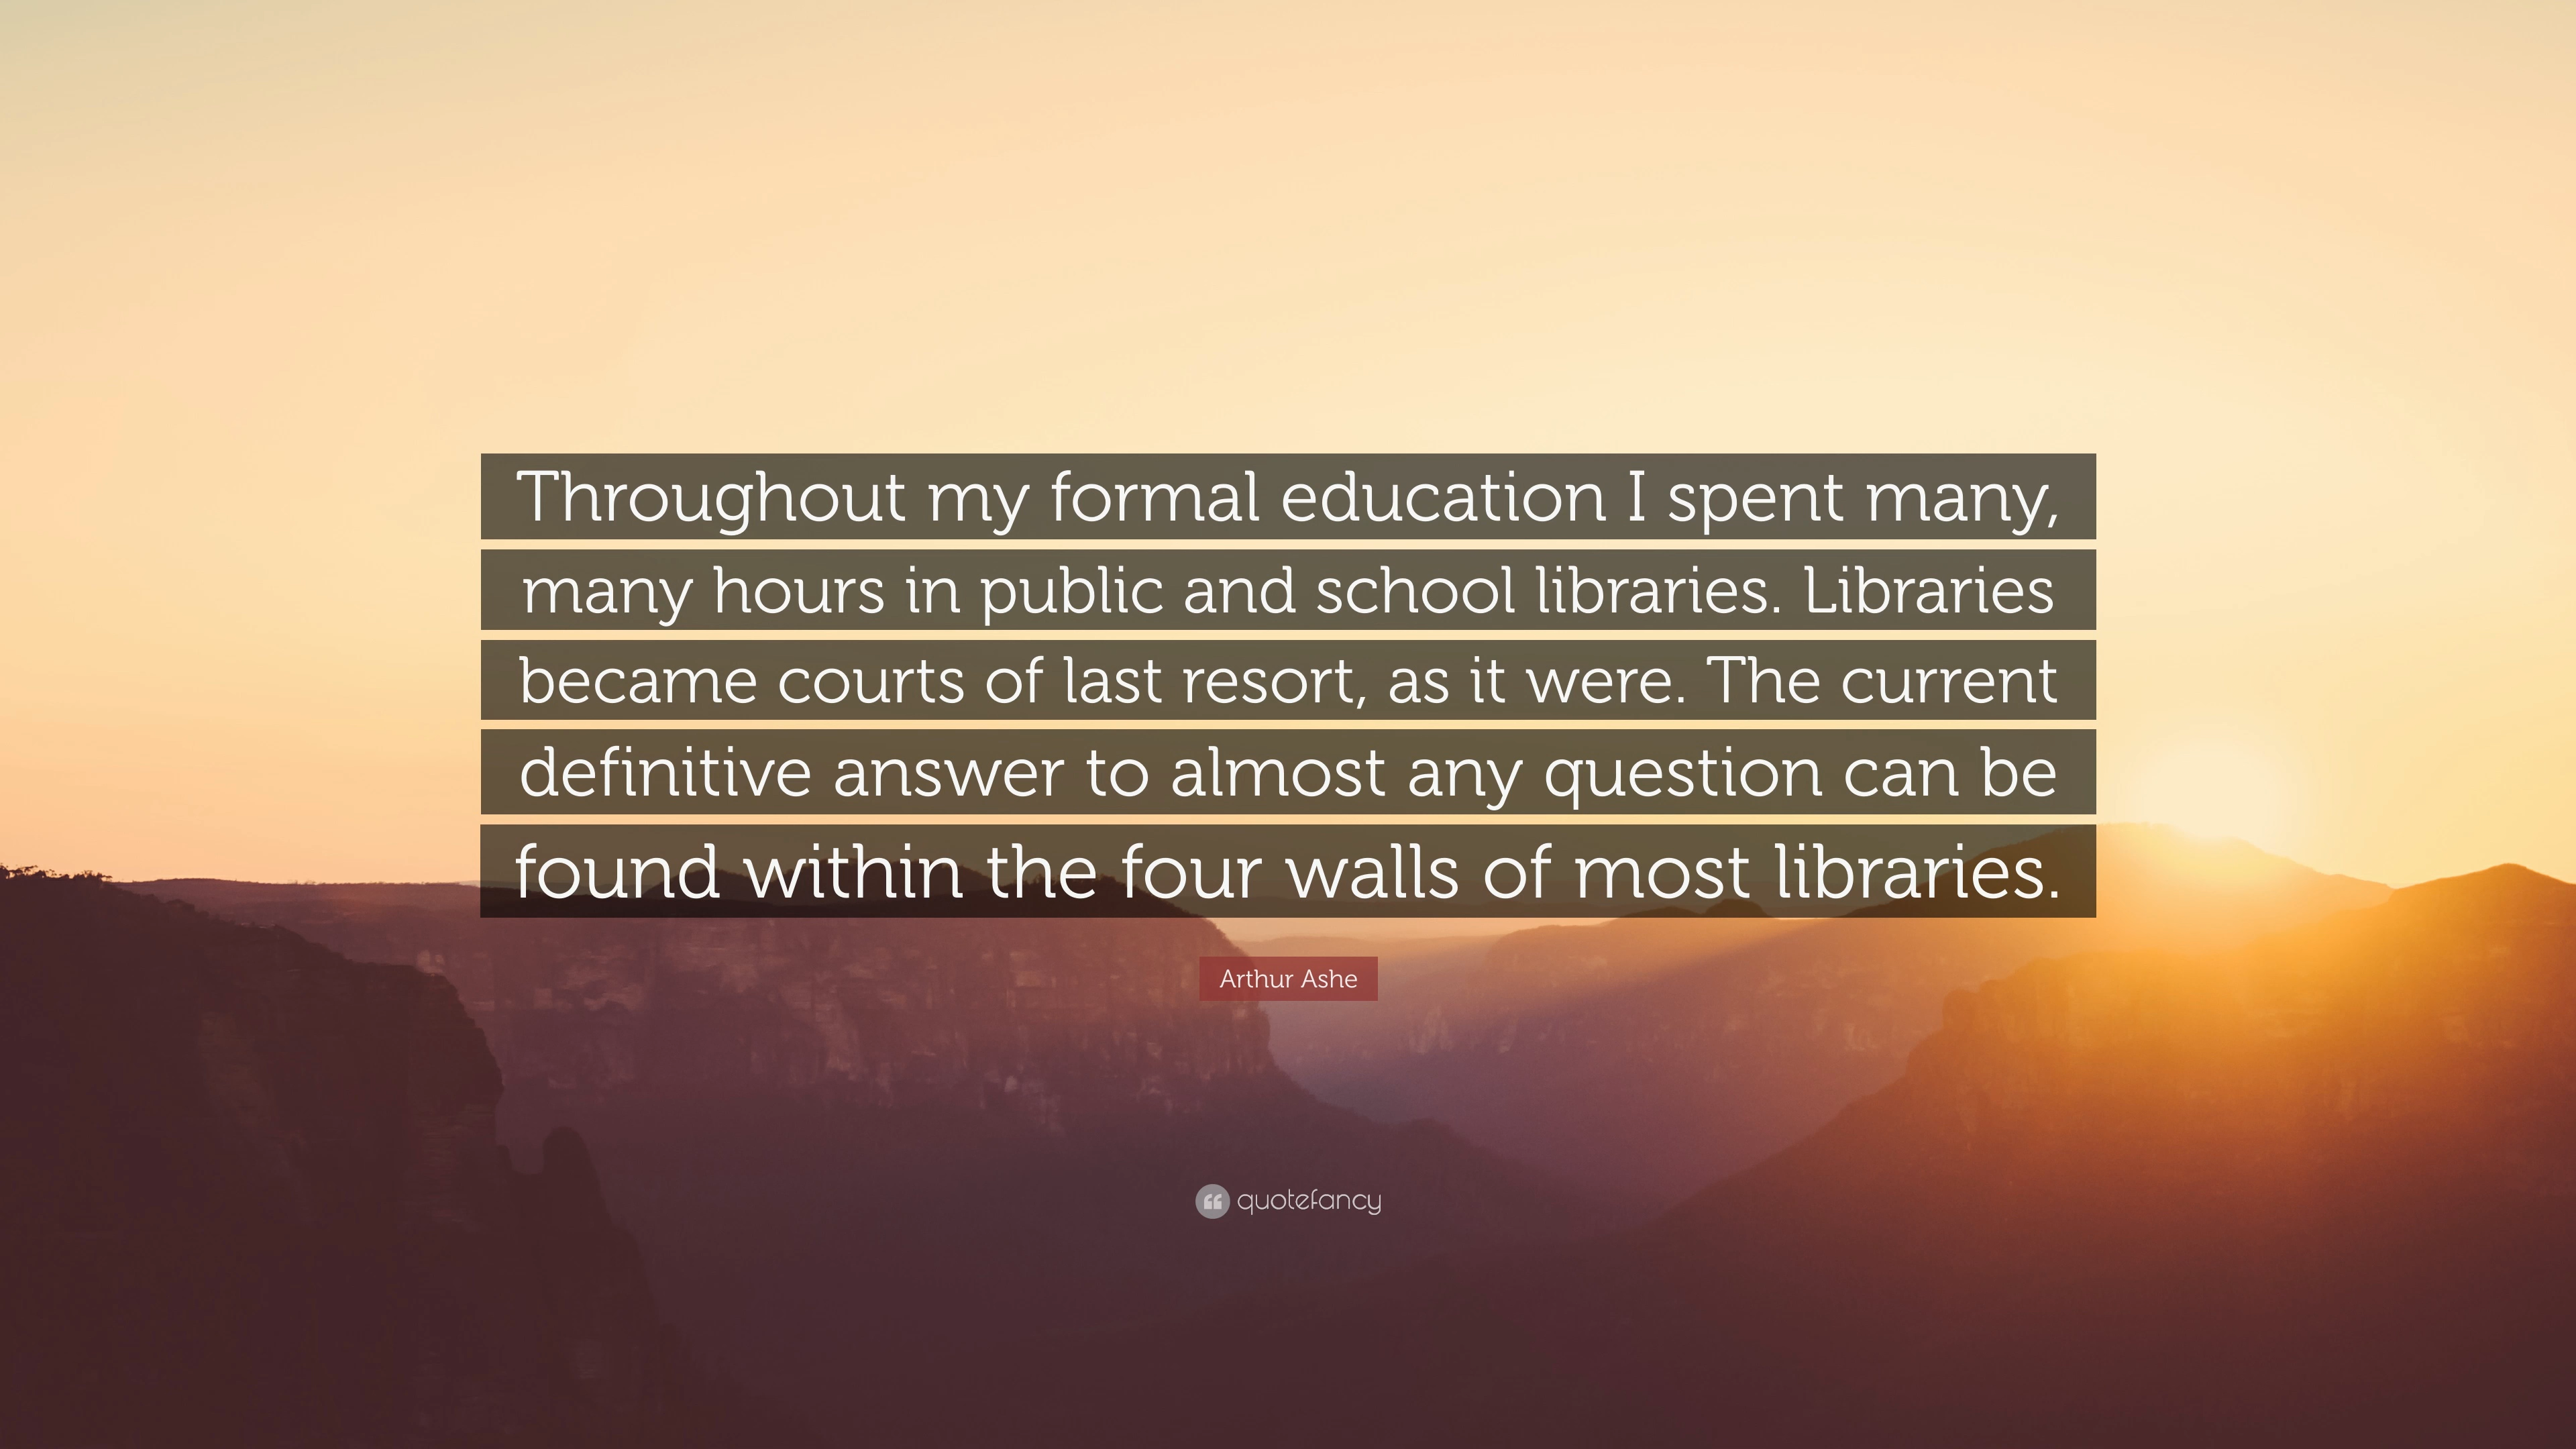 Throughout my formal education I spent many,
many hours in public and school libraries. Libraries
became courts of last resort, as it were. The current
definitive answer to almost any question can be
found within the four walls of most libraries.
Arthur Ashe
quotefancy